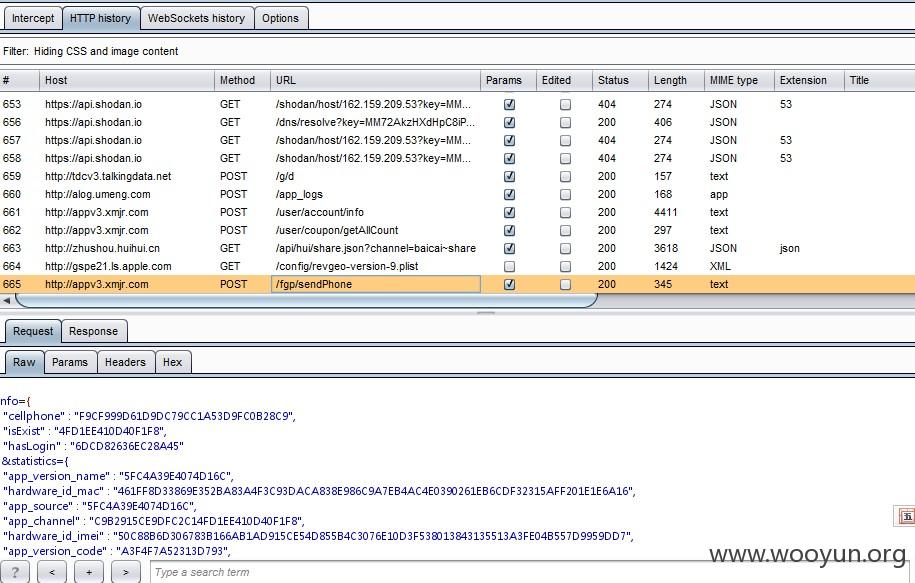 Intercept HTTP history WebSockets history Options
Filter: Hiding CSS and image content
# Host Method URL Params Edited Status Length MIME type Extension Title
653 https://api.shodan.io GET /shodan/host/162.159.209.53?key=MM... 404 274 JSON 53
656 https://api.shodan.io GET /dns/resolve?key=MM72AkzHXdHpC8iP... 200 406 JSON
657 https://api.shodan.io GET /shodan/host/162.159.209.53?key=MM... 404 274 JSON 53
658 https://api.shodan.io GET /shodan/host/162.159.209.53?key=MM... 404 274 JSON 53
659 http://tdcv3.talkingdata.net POST /g/d 200 157 text
660 http://alog.umeng.com POST /app_logs 200 168 app
661 http://appv3.xmjr.com POST /user/account/info 200 4411 text
662 http://appv3.xmjr.com POST /user/coupon/getAllCount 200 297 text
663 http://zhushou.huihui.cn GET /api/hui/share.json?channel=baicai~share 200 3618 JSON json
664 http://gspe21.ls.apple.com GET /config/revgeo-version-9.plist 200 1424 XML
665 http://appv3.xmjr.com POST /fgp/sendPhone 200 345 text
Request Response
Raw Params Headers Hex
nfo={
"cellphone" : "F9CF999D61D9DC79CC1A53D9FC0B28C9",
"isExist" : "4FD1EE410D40F1F8",
"hasLogin" : "6DCD82636EC28A45"
&statistics={
"app_version_name" : "5FC4A39E4074D16C",
"hardware_id_mac" : "461FF8D33869E352BA83A4F3C93DACA838E986C9A7EB4AC4E0390261EB6CDF32315AFF201E1E6A16",
"app_source" : "5FC4A39E4074D16C",
"app_channel" : "C9B2915CE9DFC2C14FD1EE410D40F1F8",
"hardware_id_imei" : "50C88B6D306783B166AB1AD915CE54D855B4C3076E10D3F538013843135513A3FE04B557D9959DD7",
"app_version_code" : "A3F4F7A52313D793",
www.wooyun.org
? < + > Type a search term